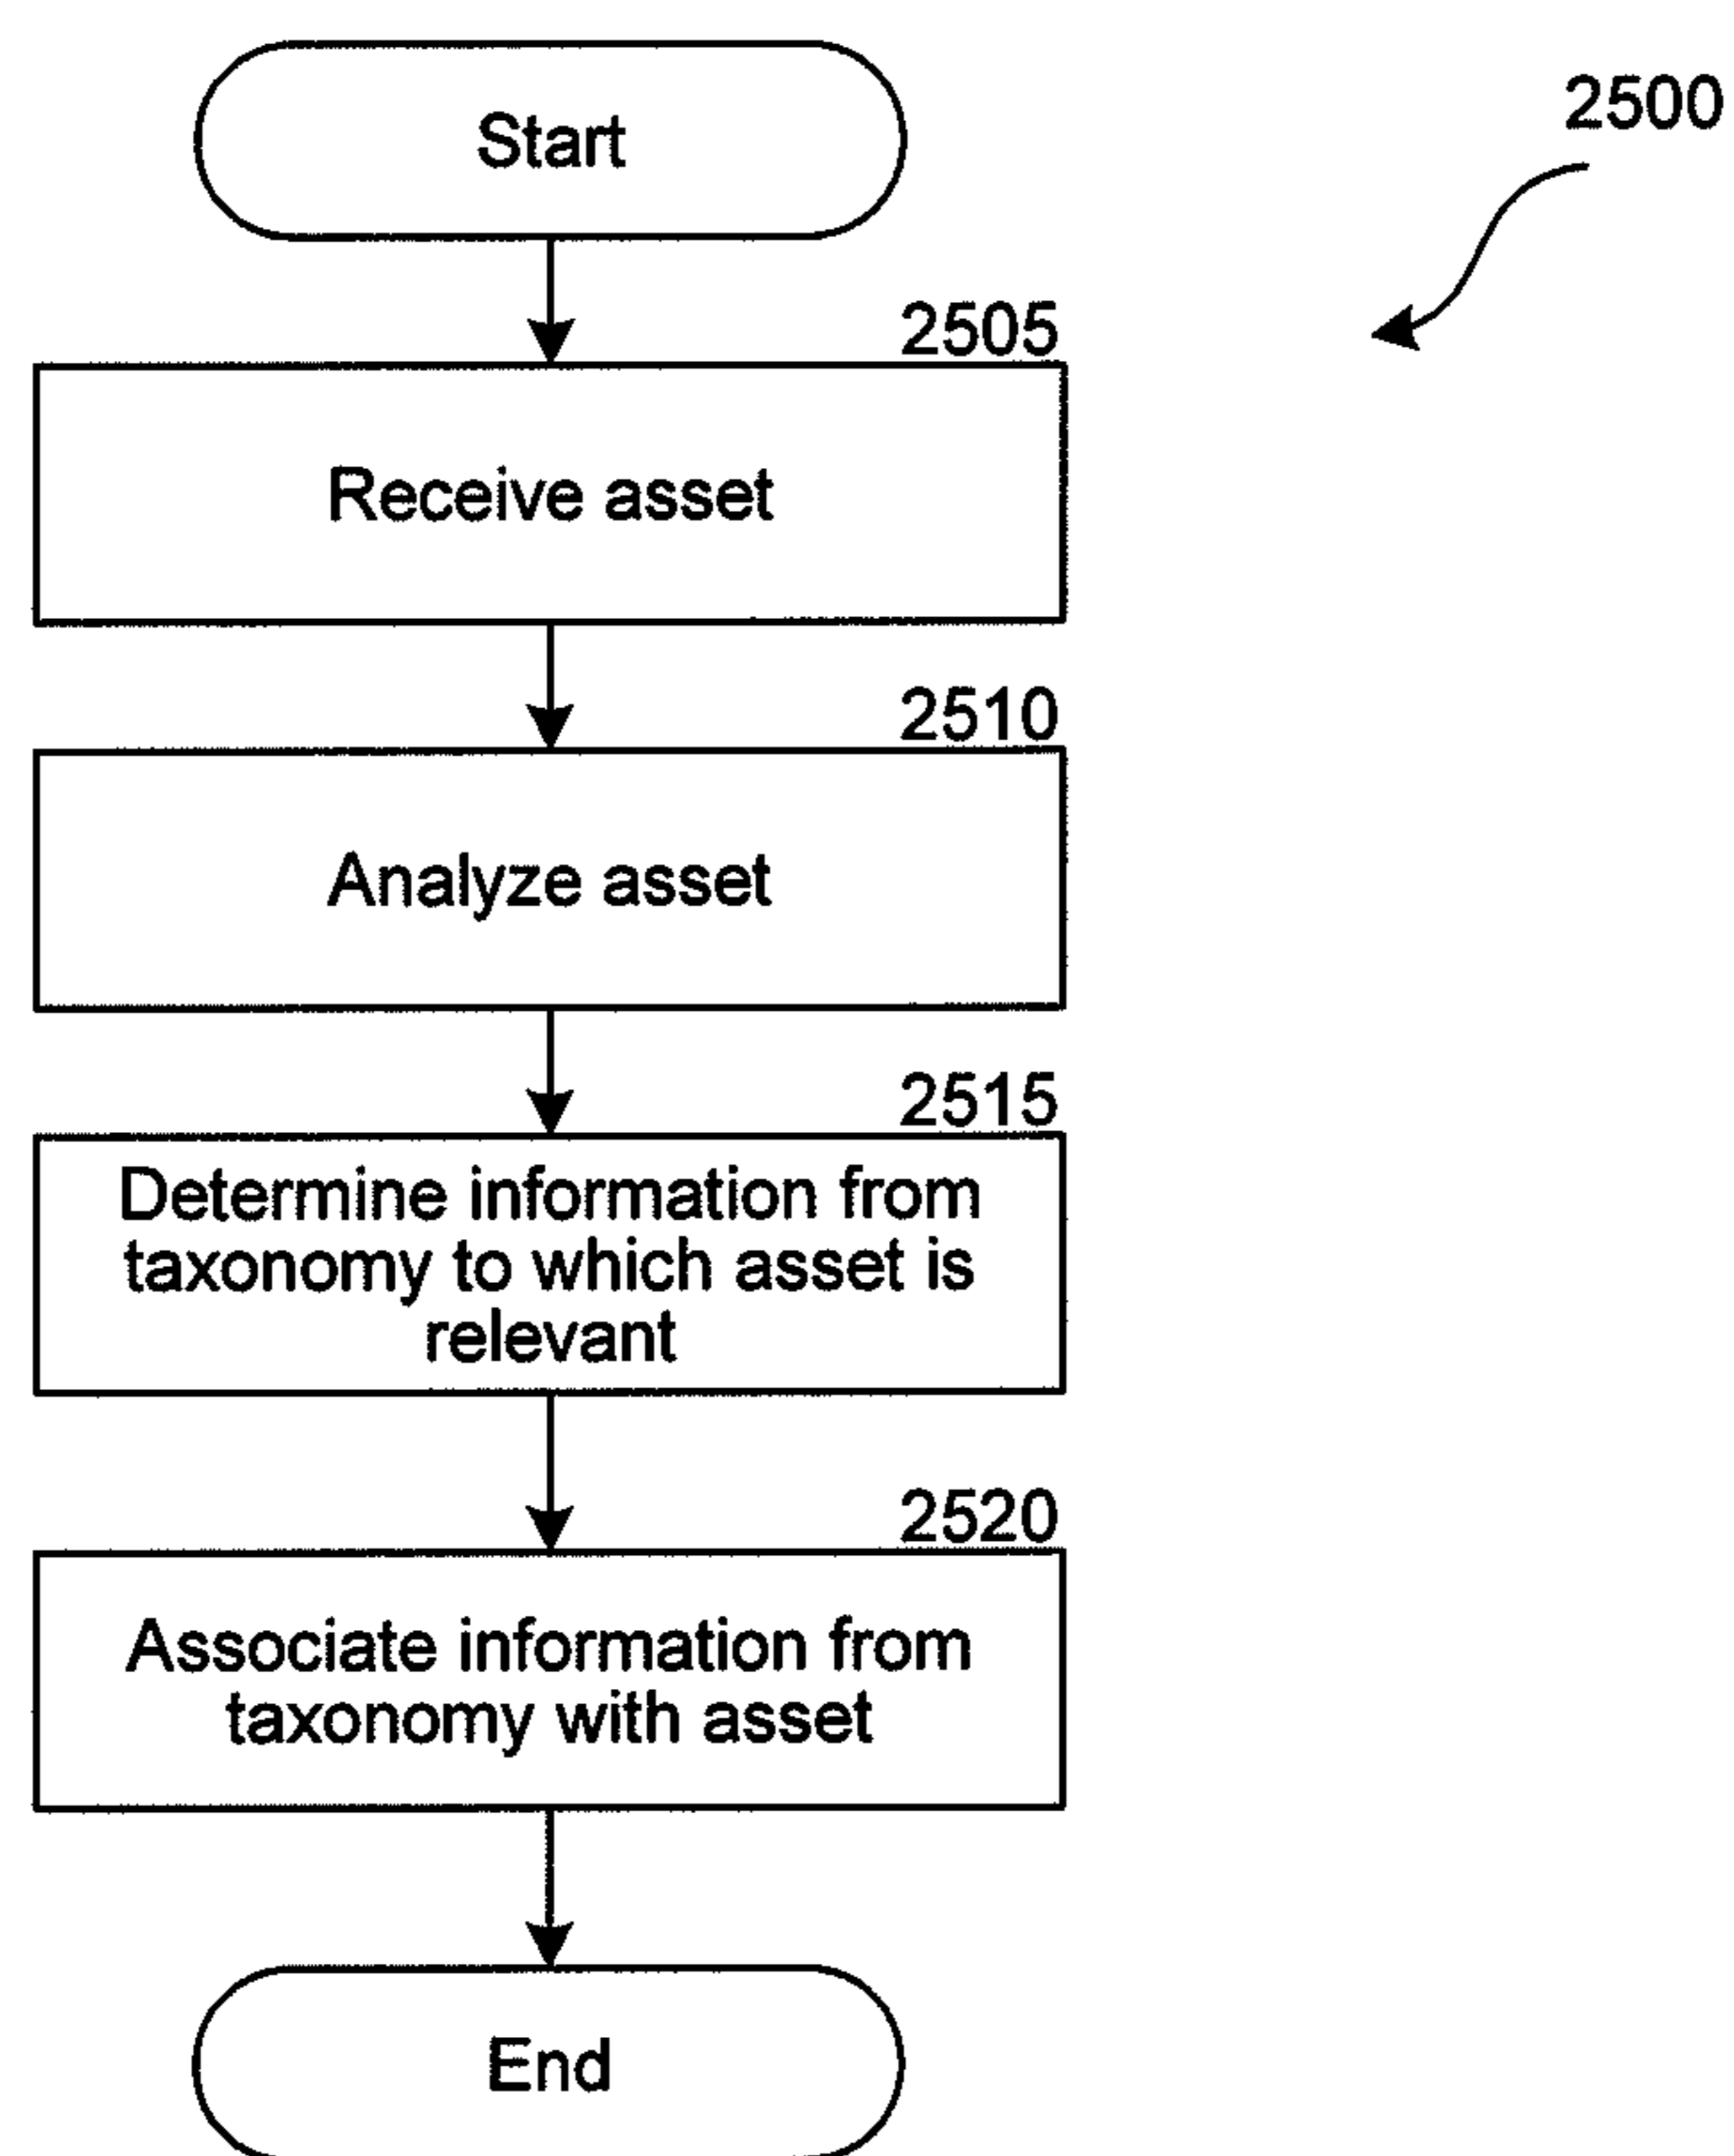 Start
2500
2505
Receive asset
2510
Analyze asset
2515
Determine information from
taxonomy to which asset is
relevant
2520
Associate information from
taxonomy with asset
End